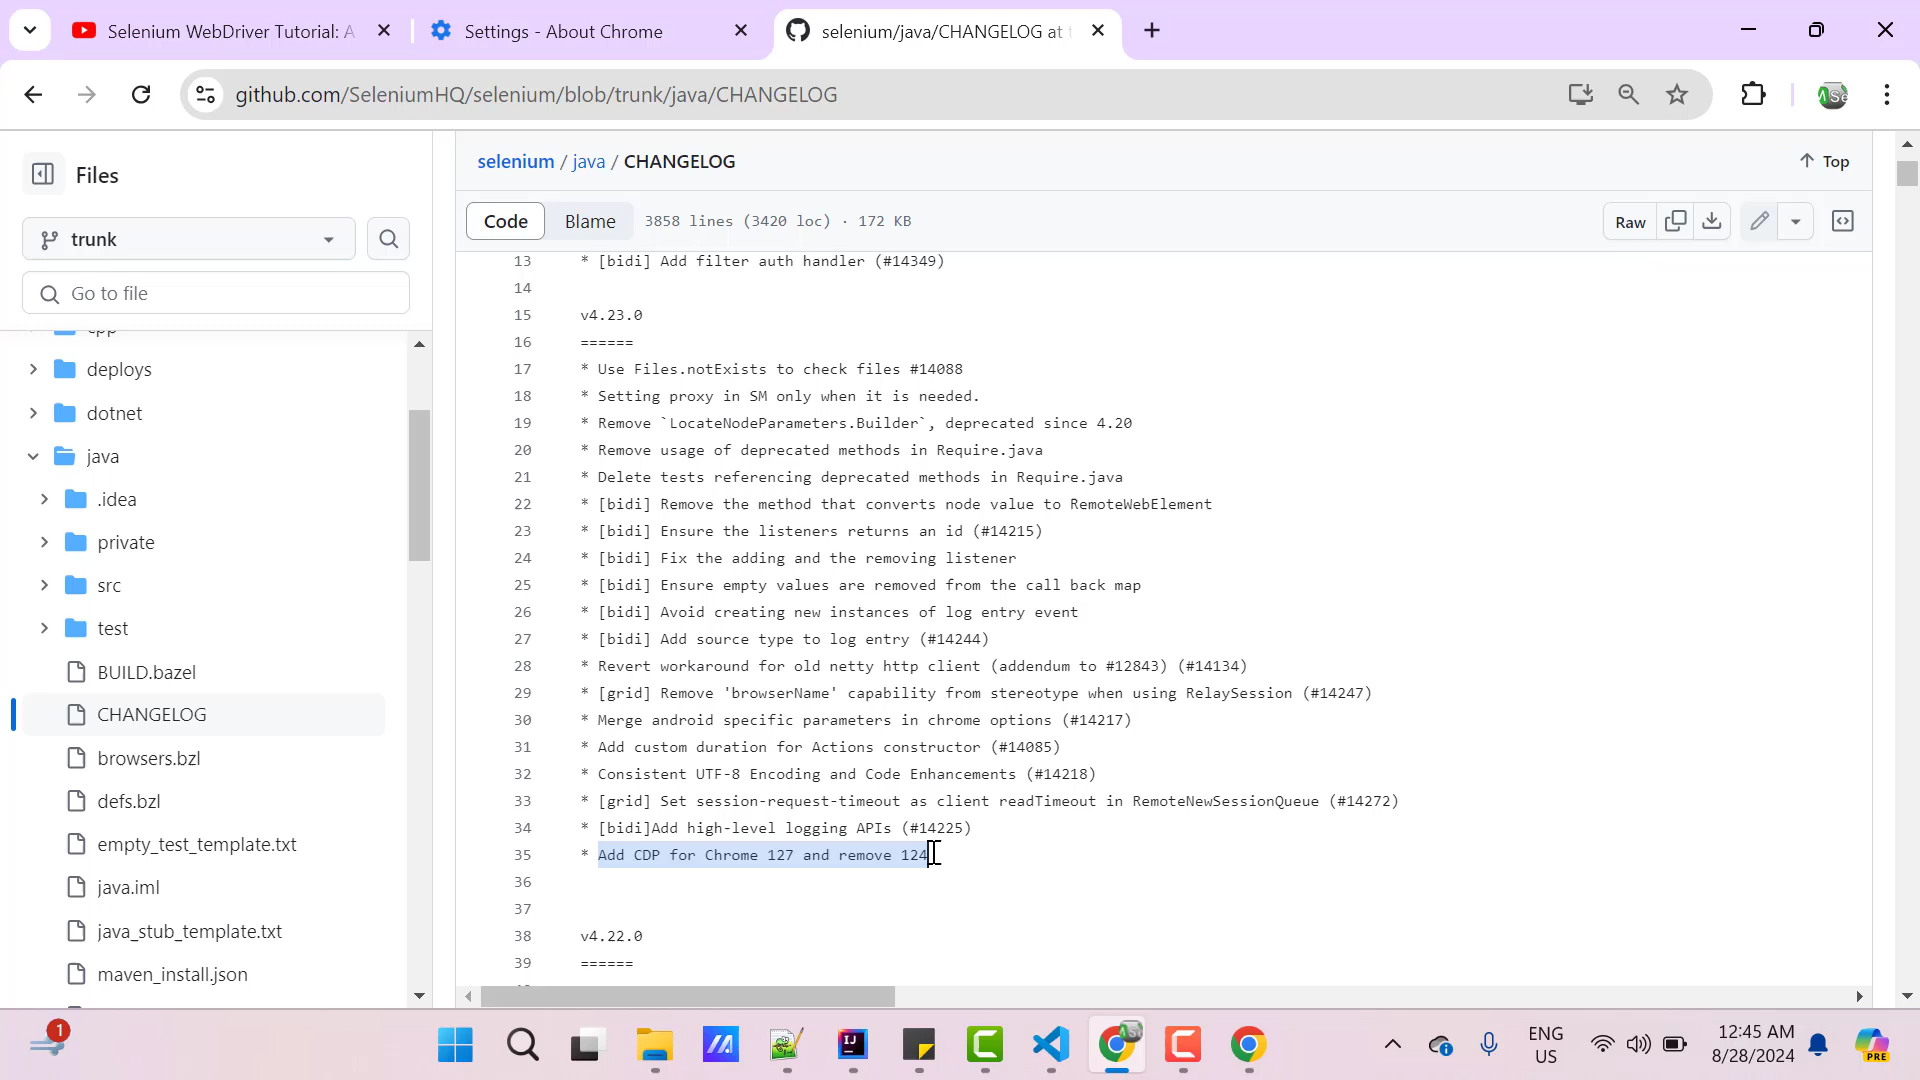 Selenium WebDriver Tutorial: A
Settings - About Chrome
selenium/java/CHANGELOG at t
github.com/SeleniumHQ/selenium/blob/trunk/java/CHANGELOG
Files
trunk
Go to file
cpp
deploys
dotnet
java
.idea
private
src
test
BUILD.bazel
CHANGELOG
browsers.bzl
defs.bzl
empty_test_template.txt
java.iml
java_stub_template.txt
maven_install.json
selenium / java / CHANGELOG
Top
Code
Blame
3858 lines (3420 loc) · 172 KB
Raw
13 * [bidi] Add filter auth handler (#14349)
14
15 v4.23.0
16 ======
17 * Use Files.notExists to check files #14088
18 * Setting proxy in SM only when it is needed.
19 * Remove `LocateNodeParameters.Builder`, deprecated since 4.20
20 * Remove usage of deprecated methods in Require.java
21 * Delete tests referencing deprecated methods in Require.java
22 * [bidi] Remove the method that converts node value to RemoteWebElement
23 * [bidi] Ensure the listeners returns an id (#14215)
24 * [bidi] Fix the adding and the removing listener
25 * [bidi] Ensure empty values are removed from the call back map
26 * [bidi] Avoid creating new instances of log entry event
27 * [bidi] Add source type to log entry (#14244)
28 * Revert workaround for old netty http client (addendum to #12843) (#14134)
29 * [grid] Remove 'browserName' capability from stereotype when using RelaySession (#14247)
30 * Merge android specific parameters in chrome options (#14217)
31 * Add custom duration for Actions constructor (#14085)
32 * Consistent UTF-8 Encoding and Code Enhancements (#14218)
33 * [grid] Set session-request-timeout as client readTimeout in RemoteNewSessionQueue (#14272)
34 * [bidi]Add high-level logging APIs (#14225)
35 * Add CDP for Chrome 127 and remove 124
36
37
38 v4.22.0
39 ======
1
ENG
US
12:45 AM
8/28/2024
PRE